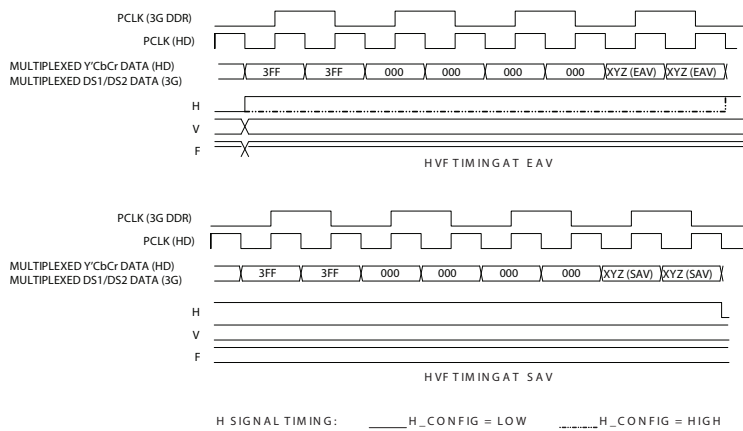 PCLK (3G DDR)
PCLK (HD)
MULTIPLEXED Y'CbCr DATA (HD)
MULTIPLEXED DS1/DS2 DATA (3G)
3FF 3FF 000 000 000 000 XYZ (EAV) XYZ (EAV)
H
V
F
HVF TIMING AT EAV
PCLK (3G DDR)
PCLK (HD)
MULTIPLEXED Y'CbCr DATA (HD)
MULTIPLEXED DS1/DS2 DATA (3G)
3FF 3FF 000 000 000 000 XYZ (SAV) XYZ (SAV)
H
V
F
HVF TIMING AT SAV
H SIGNAL TIMING: H_CONFIG = LOW H_CONFIG = HIGH